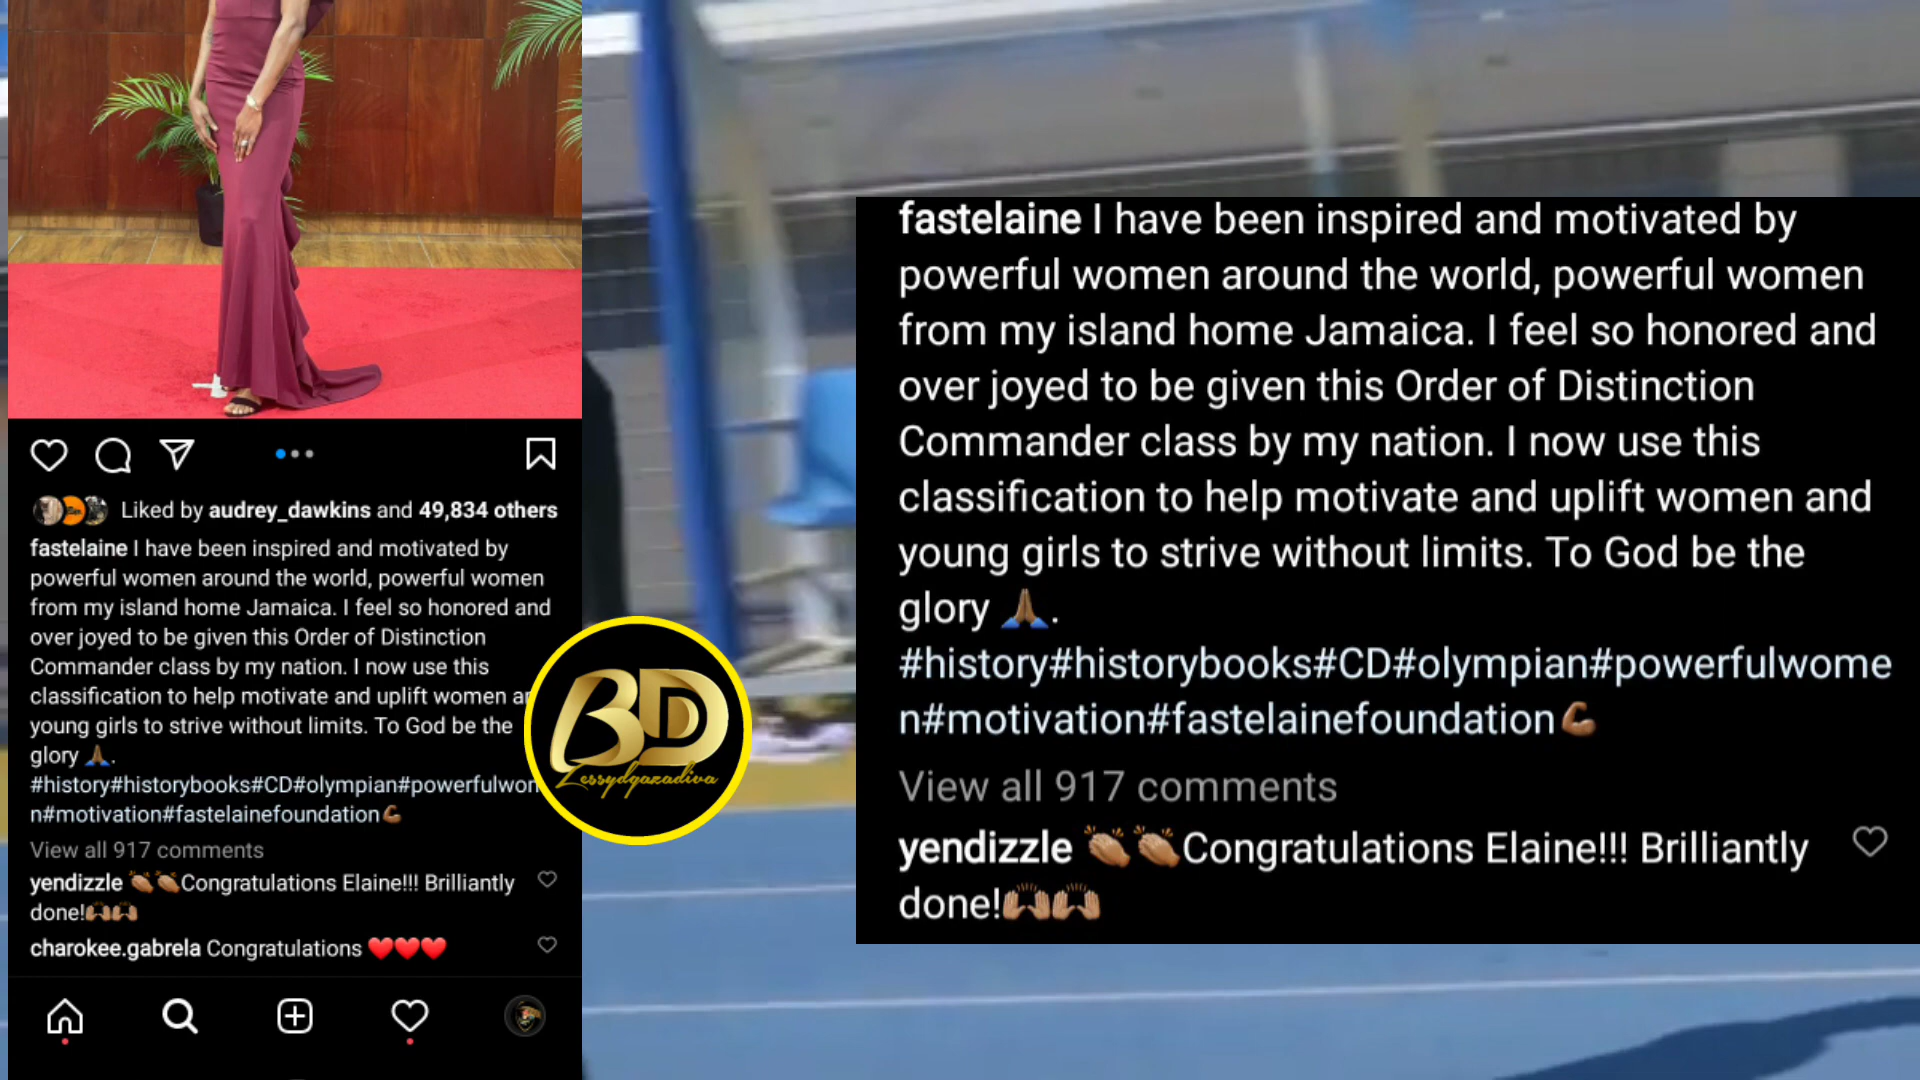 Liked by audrey_dawkins and 49,834 others
fastelaine I have been inspired and motivated by
powerful women around the world, powerful women
from my island home Jamaica. I feel so honored and
over joyed to be given this Order of Distinction
Commander class by my nation. I now use this
classification to help motivate and uplift women an
young girls to strive without limits. To God be the
glory 🙏🏾.
#history#historybooks#CD#olympian#powerfulwom
n#motivation#fastelainefoundation💪🏾
View all 917 comments
yendizzle 👏🏽👏🏽Congratulations Elaine!!! Brilliantly
done!🙌🏽🙌🏽
charokee.gabrela Congratulations ❤️❤️❤️
BD
Lessydgazadiva
fastelaine I have been inspired and motivated by
powerful women around the world, powerful women
from my island home Jamaica. I feel so honored and
over joyed to be given this Order of Distinction
Commander class by my nation. I now use this
classification to help motivate and uplift women and
young girls to strive without limits. To God be the
glory 🙏🏾.
#history#historybooks#CD#olympian#powerfulwome
n#motivation#fastelainefoundation💪🏾
View all 917 comments
yendizzle 👏🏽👏🏽Congratulations Elaine!!! Brilliantly
done!🙌🏽🙌🏽